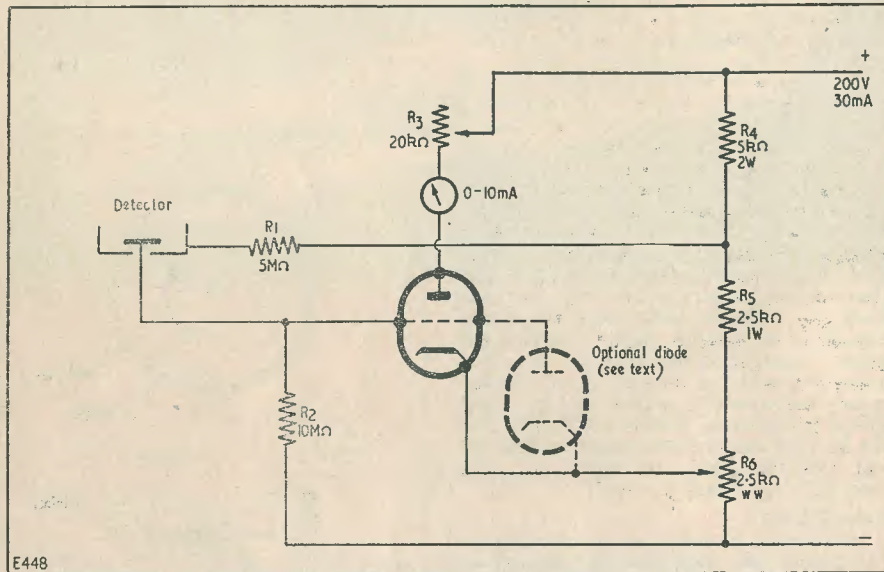 +
200V
30mA
R3
20kΩ
R4
5kΩ
2W
0-10mA
Detector
R1
5MΩ
R5
2·5kΩ
1W
Optional diode
(see text)
R2
10MΩ
R6
2·5kΩ
WW
−
E448